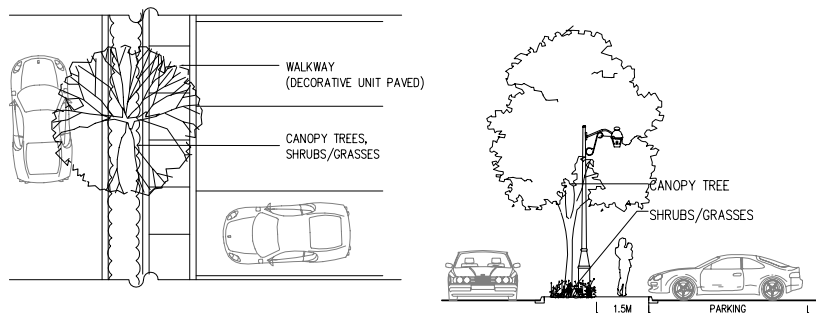 WALKWAY
(DECORATIVE UNIT PAVED)
CANOPY TREES,
SHRUBS/GRASSES
CANOPY TREE
SHRUBS/GRASSES
1.5M
PARKING